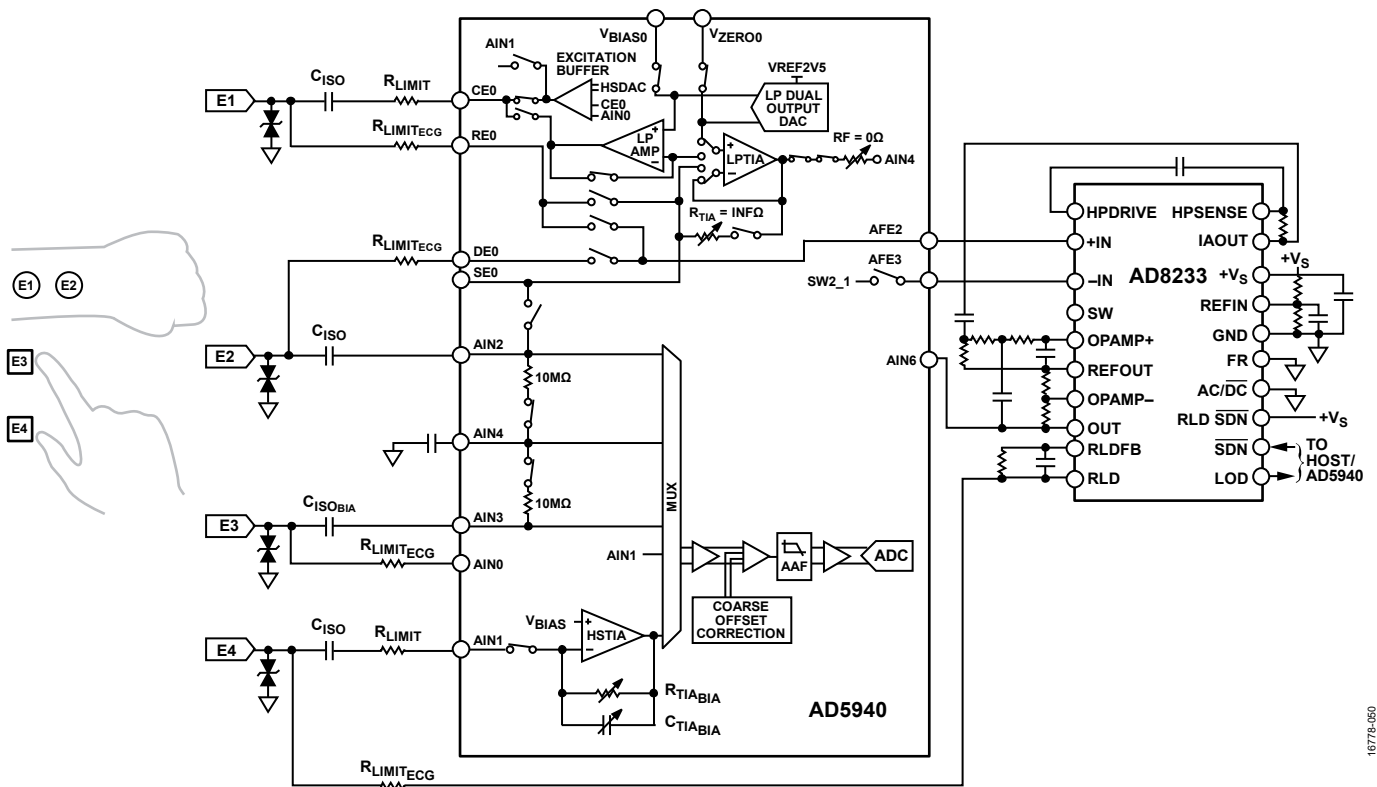 VBIAS0
VZERO0
AIN1
EXCITATION
BUFFER
HSDAC
CE0
AIN0
VREF2V5
LP DUAL
OUTPUT
DAC
E1
CISO
RLIMIT
CE0
RLIMITECG
RE0
LP
AMP
+
–
LPTIA
+
–
RF = 0Ω
AIN4
RTIA = INFΩ
RLIMITECG
DE0
SE0
AFE2
AFE3
SW2_1
E1
E2
E3
E4
E2
CISO
AIN2
10MΩ
AIN4
10MΩ
AIN6
E3
CISOBIA
AIN3
RLIMITECG
AIN0
MUX
AIN1
AAF
ADC
COARSE
OFFSET
CORRECTION
E4
CISO
RLIMIT
AIN1
VBIAS
+
HSTIA
–
RTIABIA
CTIABIA
AD5940
RLIMITECG
HPDRIVE
HPSENSE
+IN
IAOUT
AD8233
–IN
+VS
+VS
SW
REFIN
OPAMP+
GND
REFOUT
FR
OPAMP–
AC/DC
OUT
RLD SDN
+VS
RLDFB
SDN
RLD
LOD
TO
HOST/
AD5940
16778-050